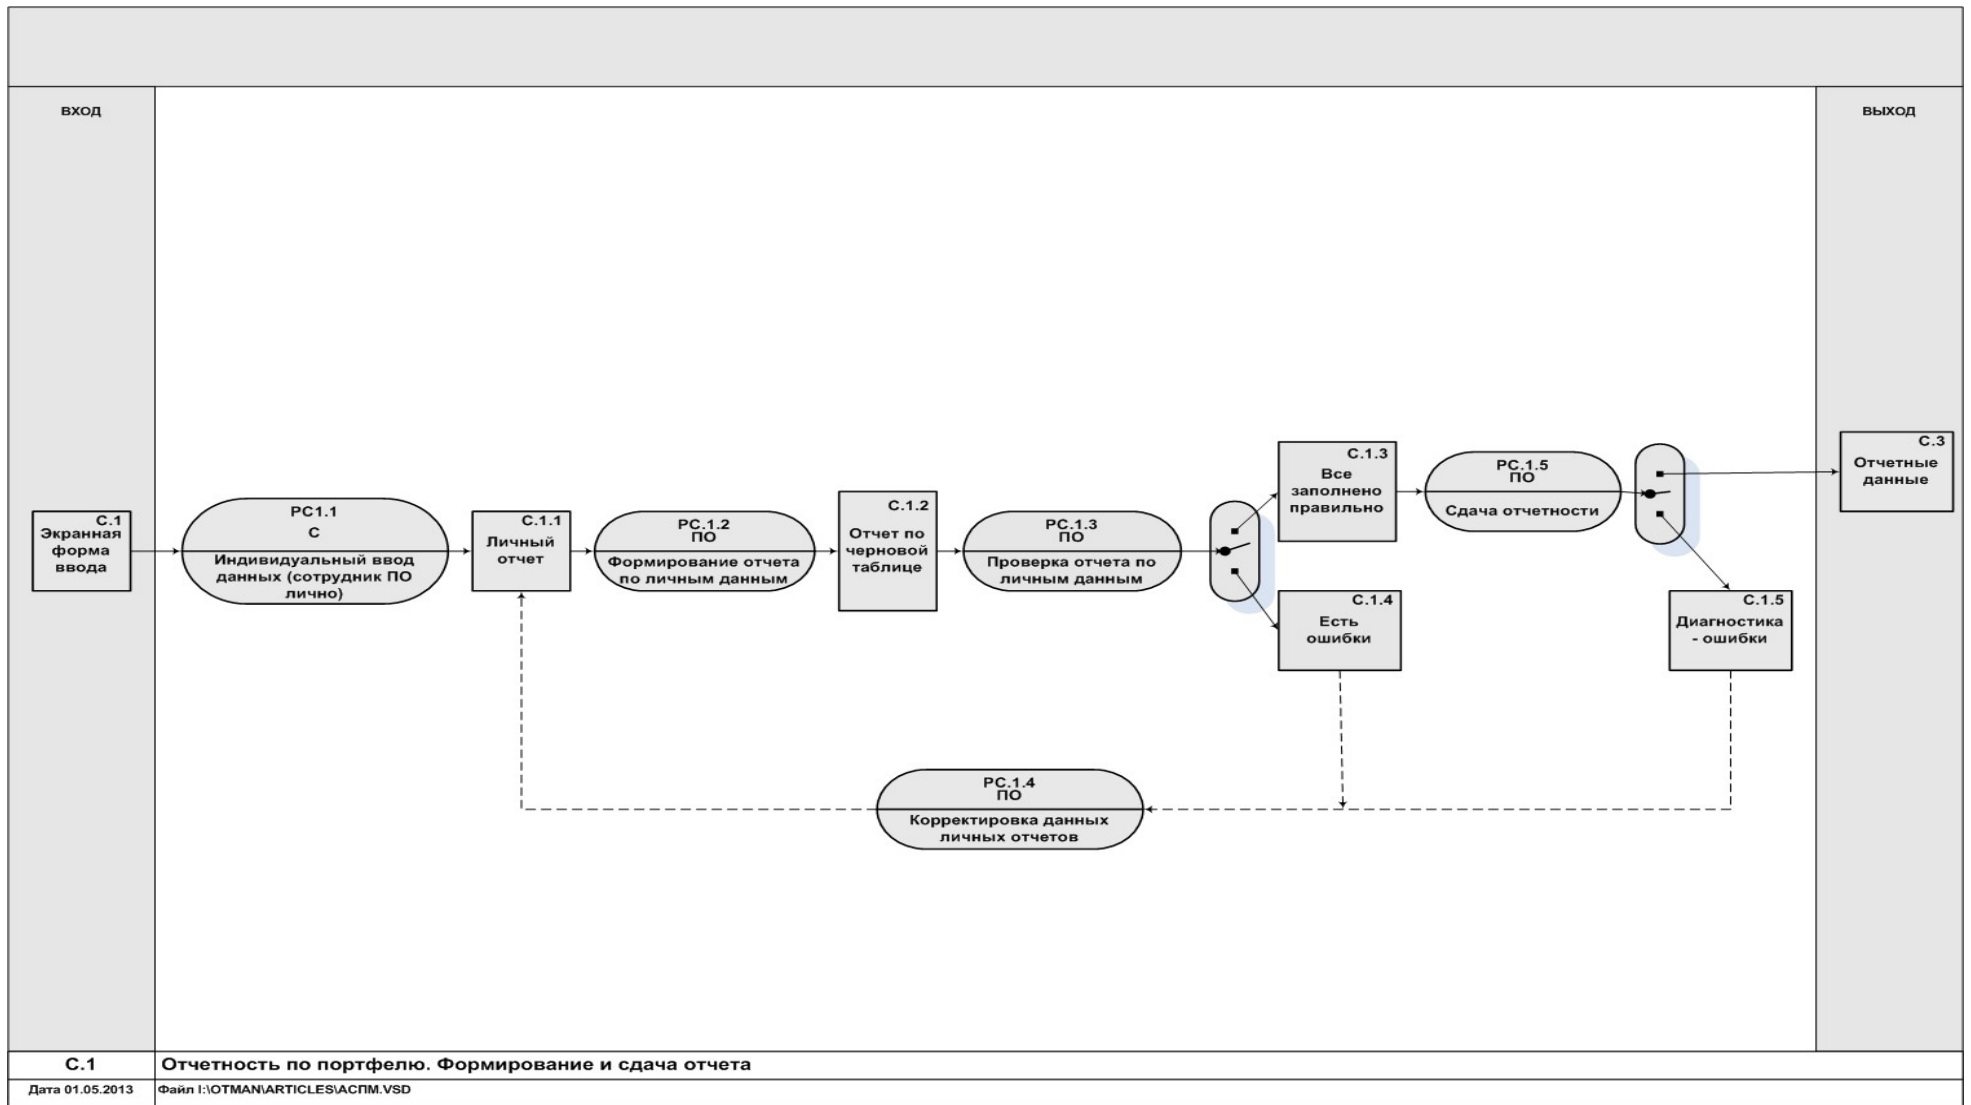 ВХОД
ВЫХОД
С.1
Экранная
форма
ввода
РС1.1
С
Индивидуальный ввод
данных (сотрудник ПО
лично)
С.1.1
Личный
отчет
РС.1.2
ПО
Формирование отчета
по личным данным
С.1.2
Отчет по
черновой
таблице
РС.1.3
ПО
Проверка отчета по
личным данным
С.1.3
Все
заполнено
правильно
С.1.4
Есть
ошибки
РС.1.5
ПО
Сдача отчетности
С.3
Отчетные
данные
С.1.5
Диагностика
- ошибки
РС.1.4
ПО
Корректировка данных
личных отчетов
С.1
Отчетность по портфелю. Формирование и сдача отчета
Дата 01.05.2013
Файл I:\OTMAN\ARTICLES\АСПМ.VSD